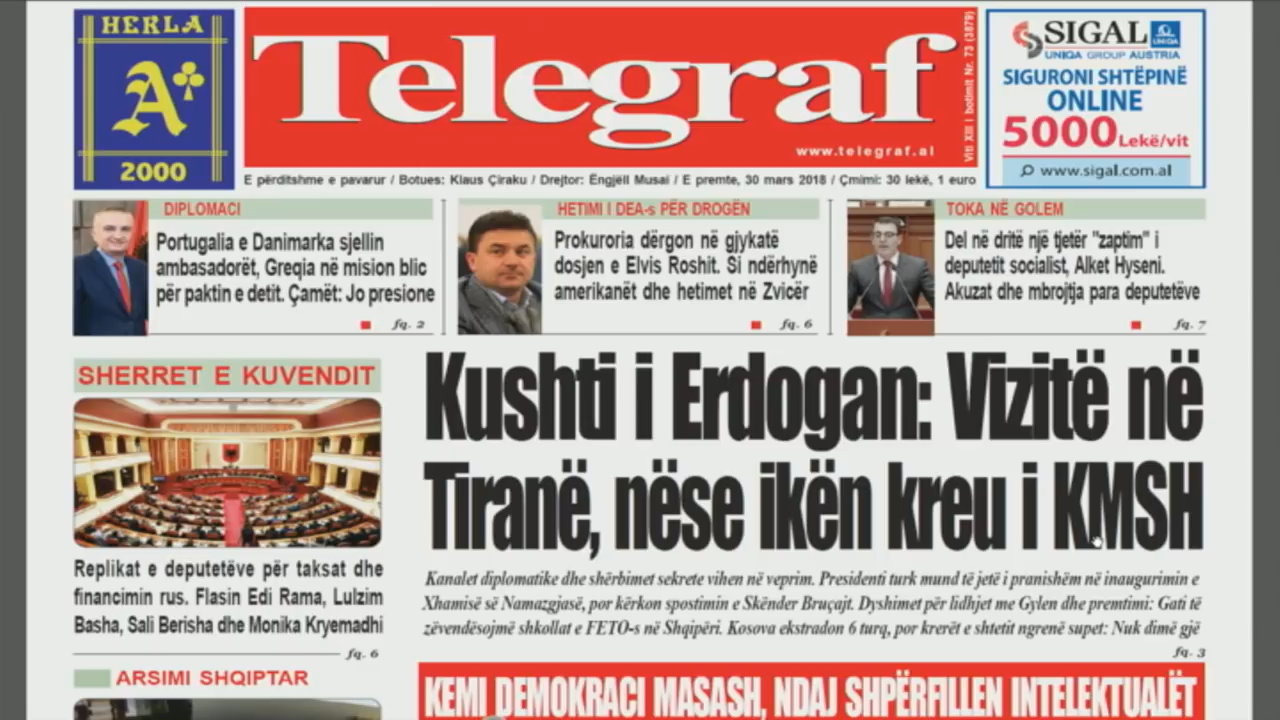 HERLA
A
2000
Telegraf
www.telegraf.al
Viti XIII i botimit Nr. 73 (3879)
SIGAL
UNIQA
UNIQA GROUP AUSTRIA
SIGURONI SHTËPINË
ONLINE
5000 Lekë/vit
www.sigal.com.al
E përditshme e pavarur / Botues: Klaus Çiraku / Drejtor: Ëngjëll Musai / E premte, 30 mars 2018 / Çmimi: 30 lekë, 1 euro
DIPLOMACI
Portugalia e Danimarka sjellin
ambasadorët, Greqia në mision blic
për paktin e detit. Çamët: Jo presione
fq. 2
HETIMI I DEA-s PËR DROGËN
Prokuroria dërgon në gjykatë
dosjen e Elvis Roshit. Si ndërhynë
amerikanët dhe hetimet në Zvicër
fq. 6
TOKA NË GOLEM
Del në dritë një tjetër "zaptim" i
deputetit socialist, Alket Hyseni.
Akuzat dhe mbrojtja para deputetëve
fq. 7
SHERRET E KUVENDIT
Replikat e deputetëve për taksat dhe
financimin rus. Flasin Edi Rama, Lulzim
Basha, Sali Berisha dhe Monika Kryemadhi
fq. 6
ARSIMI SHQIPTAR
Kushti i Erdogan: Vizitë në
Tiranë, nëse ikën kreu i KMSH
Kanalet diplomatike dhe shërbimet sekrete vihen në veprim. Presidenti turk mund të jetë i pranishëm në inaugurimin e
Xhamisë së Namazgjasë, por kërkon spostimin e Skënder Bruçajt. Dyshimet për lidhjet me Gylen dhe premtimi: Gati të
zëvendësojmë shkollat e FETO-s në Shqipëri. Kosova ekstradon 6 turq, por krerët e shtetit ngrenë supet: Nuk dimë gjë
fq. 3
KEMI DEMOKRACI MASASH, NDAJ SHPËRFILLEN INTELEKTUALËT